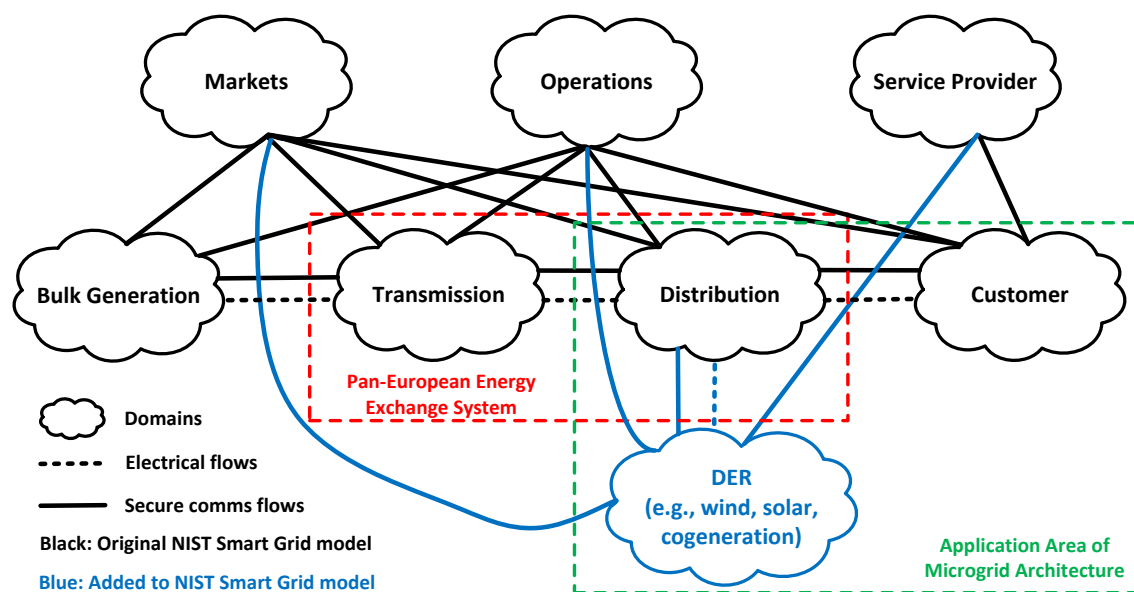 Markets
Operations
Service Provider
Bulk Generation
Transmission
Distribution
Customer
Pan-European Energy
Exchange System
Domains
Electrical flows
Secure comms flows
Black: Original NIST Smart Grid model
Blue: Added to NIST Smart Grid model
DER
(e.g., wind, solar,
cogeneration)
Application Area of
Microgrid Architecture